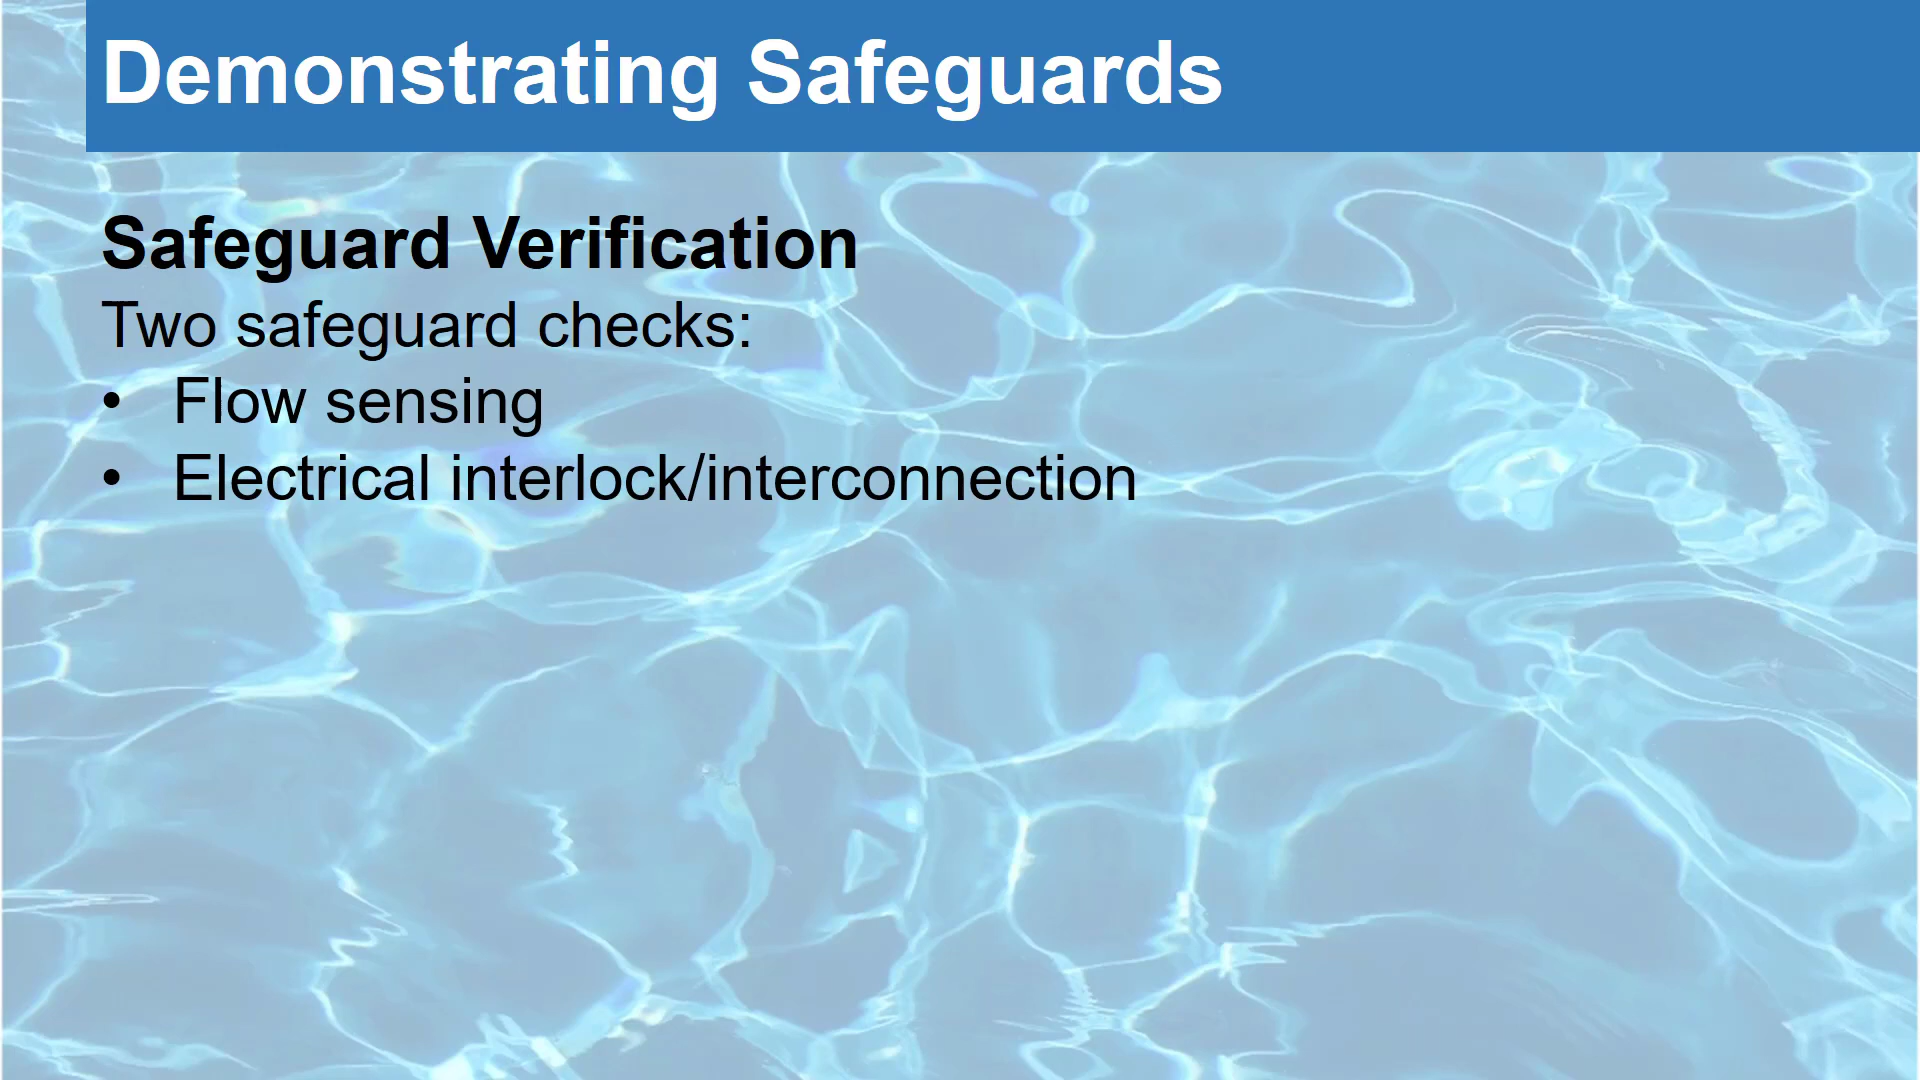 Demonstrating Safeguards
Safeguard Verification
Two safeguard checks:
• Flow sensing
• Electrical interlock/interconnection